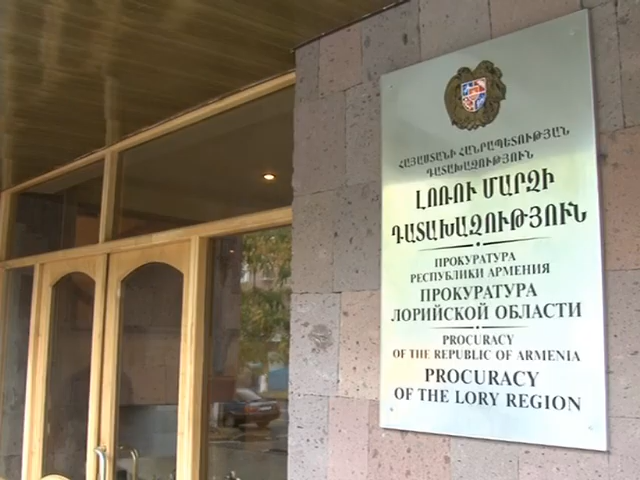 ՀԱՅԱՍՏԱՆԻ ՀԱՆՐԱՊԵՏՈՒԹՅԱՆ
ԴԱՏԱԽԱԶՈՒԹՅՈՒՆ
ԼՈՌՈՒ ՄԱՐԶԻ
ԴԱՏԱԽԱԶՈՒԹՅՈՒՆ
ПРОКУРАТУРА
РЕСПУБЛИКИ АРМЕНИЯ
ПРОКУРАТУРА
ЛОРИЙСКОЙ ОБЛАСТИ
PROCURACY
OF THE REPUBLIC OF ARMENIA
PROCURACY
OF THE LORY REGION